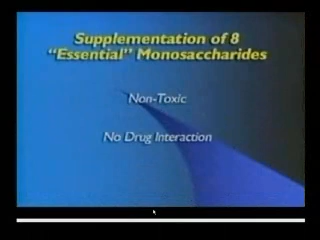 Supplementation of 8
"Essential" Monosaccharides
Non-Toxic
No Drug Interaction